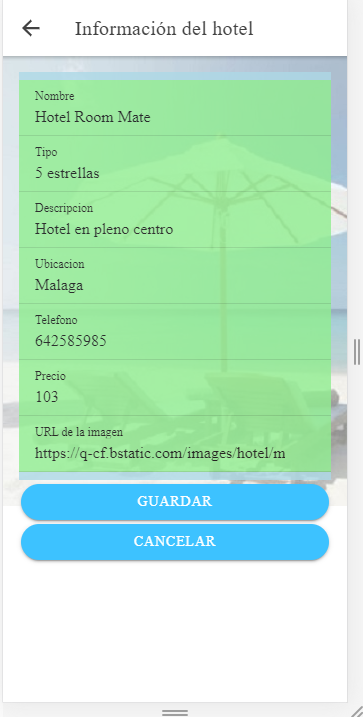 Información del hotel
Nombre
Hotel Room Mate
Tipo
5 estrellas
Descripcion
Hotel en pleno centro
Ubicacion
Malaga
Telefono
642585985
Precio
103
URL de la imagen
https://q-cf.bstatic.com/images/hotel/m
GUARDAR
CANCELAR